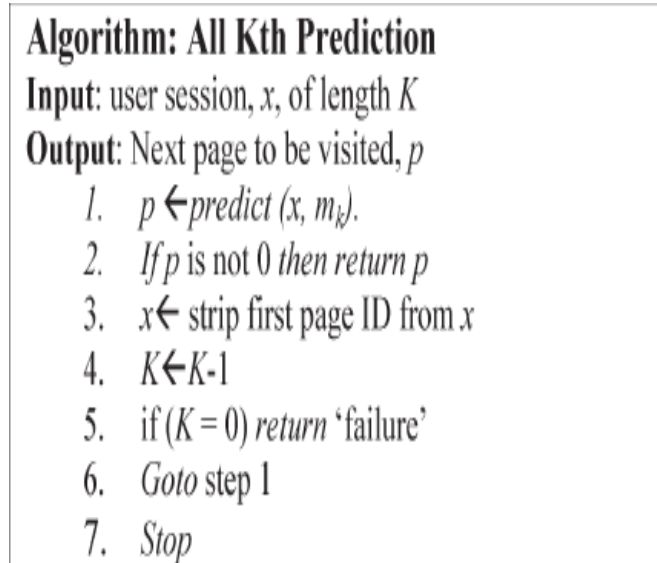 Algorithm: All Kth Prediction
Input: user session, x, of length K
Output: Next page to be visited, p
1. p ←predict (x, mₖ).
2. If p is not 0 then return p
3. x← strip first page ID from x
4. K←K-1
5. if (K = 0) return ‘failure’
6. Goto step 1
7. Stop